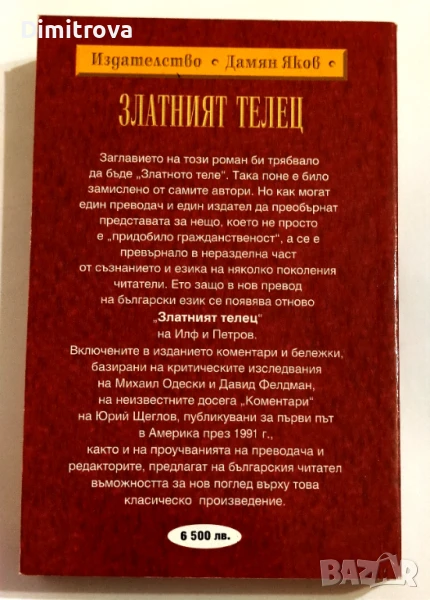 Dimitrova
Издателство • Дамян Яков •
ЗЛАТНИЯТ ТЕЛЕЦ
Заглавието на този роман би трябвало
да бъде „Златното теле“. Така поне е било
замислено от самите автори. Но как могат
един преводач и един издател да преобърнат
представата за нещо, което не просто
е „придобило гражданственост“, а се е
превърнало в неразделна част
от съзнанието и езика на няколко поколения
читатели. Ето защо в нов превод
на български език се появява отново
„Златният телец“
на Илф и Петров.
Включените в изданието коментари и бележки,
базирани на критическите изследвания
на Михаил Одески и Давид Фелдман,
на неизвестните досега „Коментари“
на Юрий Щеглов, публикувани за първи път
в Америка през 1991 г.,
както и на проучванията на преводача и
редакторите, предлагат на българския читател
възможността за нов поглед върху това
класическо произведение.
6 500 лв.
BAZAR